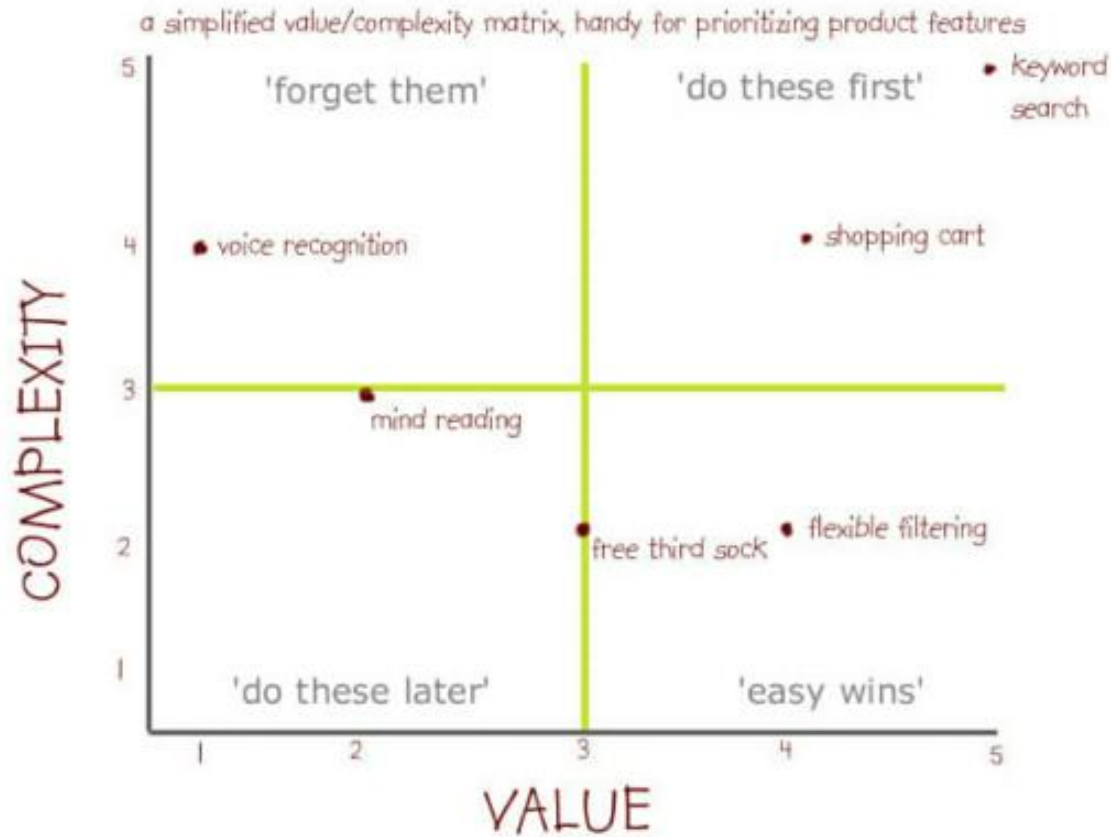 a simplified value/complexity matrix, handy for prioritizing product features
5
'forget them'
'do these first'
keyword
search
4
voice recognition
shopping cart
COMPLEXITY
3
mind reading
2
free third sock
flexible filtering
1
'do these later'
'easy wins'
1 2 3 4 5
VALUE